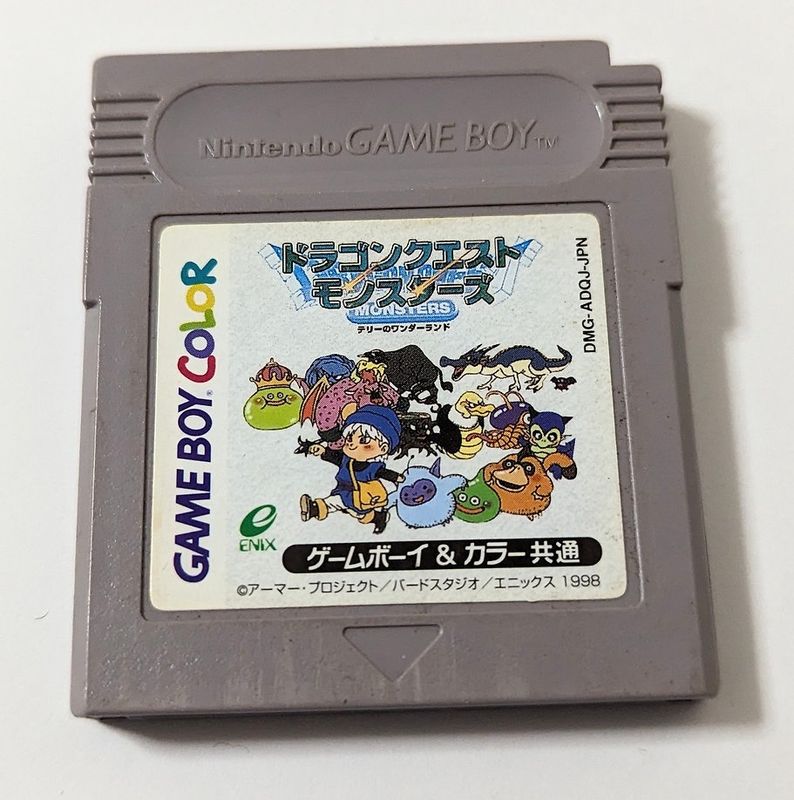 Nintendo GAME BOY™
GAME BOY® COLOR
ドラゴンクエスト
モンスターズ
MONSTERS
テリーのワンダーランド
DMG-ADQJ-JPN
ENIX
ゲームボーイ & カラー共通
©アーマー・プロジェクト/バードスタジオ/エニックス 1998